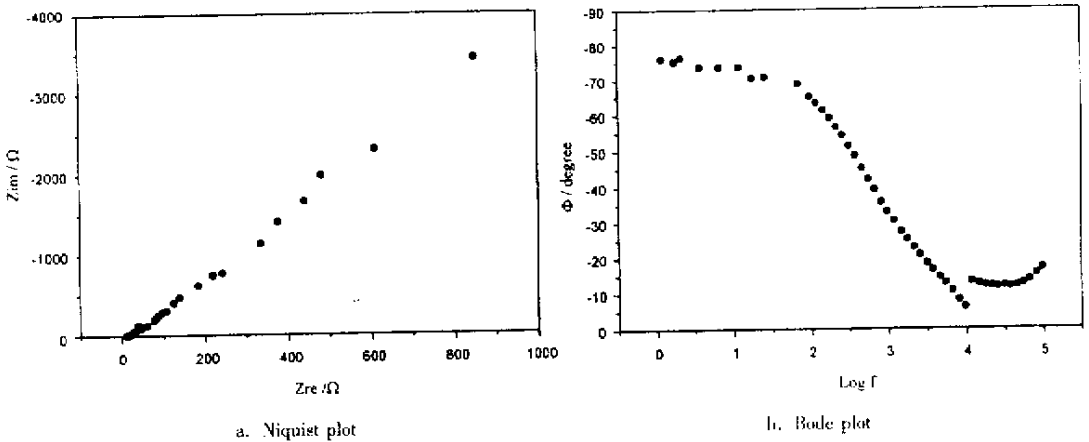 -4000
-3000
-2000
-1000
0
Zim / Ω
0 200 400 600 800 1000
Zre /Ω
a. Niquist plot
-90
-80
-70
-60
-50
-40
-30
-20
-10
0
Φ / degree
0 1 2 3 4 5
Log f
b. Bode plot